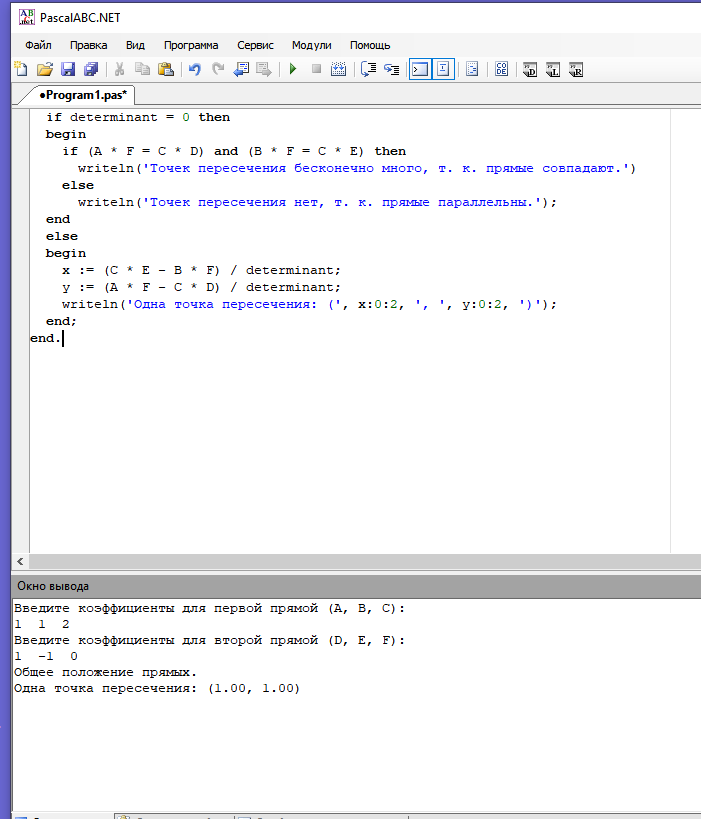 PascalABC.NET
Файл Правка Вид Программа Сервис Модули Помощь
•Program1.pas*
if determinant = 0 then
begin
if (A * F = C * D) and (B * F = C * E) then
writeln('Точек пересечения бесконечно много, т. к. прямые совпадают.')
else
writeln('Точек пересечения нет, т. к. прямые параллельны.');
end
else
begin
x := (C * E - B * F) / determinant;
y := (A * F - C * D) / determinant;
writeln('Одна точка пересечения: (', x:0:2, ', ', y:0:2, ')');
end;
end.
Окно вывода
Введите коэффициенты для первой прямой (A, B, C):
1 1 2
Введите коэффициенты для второй прямой (D, E, F):
1 -1 0
Общее положение прямых.
Одна точка пересечения: (1.00, 1.00)